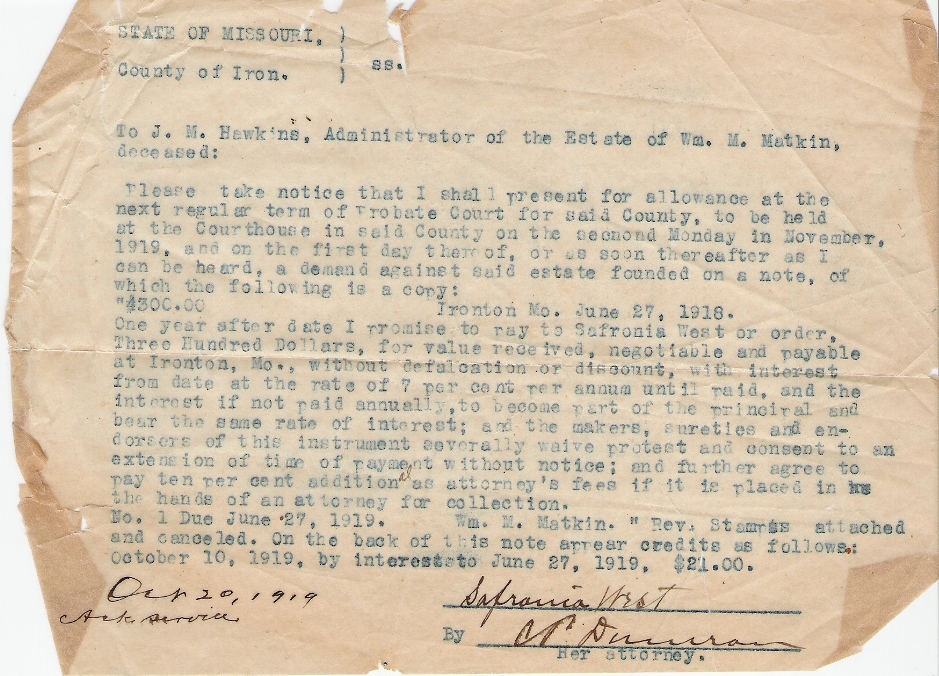 STATE OF MISSOURI, )
)  ss.
County of Iron. )
To J. M. Hawkins, Administrator of the Estate of Wm. M. Matkin,
deceased:
Please take notice that I shall present for allowance at the
next regular term of Probate Court for said County, to be held
at the Courthouse in said County on the secnond Monday in November,
1919, and on the first day thereof, or as soon thereafter as I
can be heard, a demand against said estate founded on a note, of
which the following is a copy:
"$300.00 Ironton Mo. June 27, 1918.
One year after date I promise to pay to Safronia West or order,
Three Hundred Dollars, for value received, negotiable and payable
at Ironton, Mo., without defalcation or discount, with interest
from date at the rate of 7 per cent per annum until paid, and the
interest if not paid annually,to become part of the principal and
bear the same rate of interest; and the makers, sureties and en-
dorsers of this instrument severally waive protest and consent to an
extension of time of payment without notice; and further agree to
pay ten per cent addition as attorney's fees if it is placed in
the hands of an attorney for collection.
No. 1 Due June 27, 1919. Wm. M. Matkin. " Rev. Stamps attached
and canceled. On the back of this note appear credits as follows:
October 10, 1919, by interest to June 27, 1919, $21.00.
Oct 20, 1919
Ack service
Safronia West
By
Her attorney.